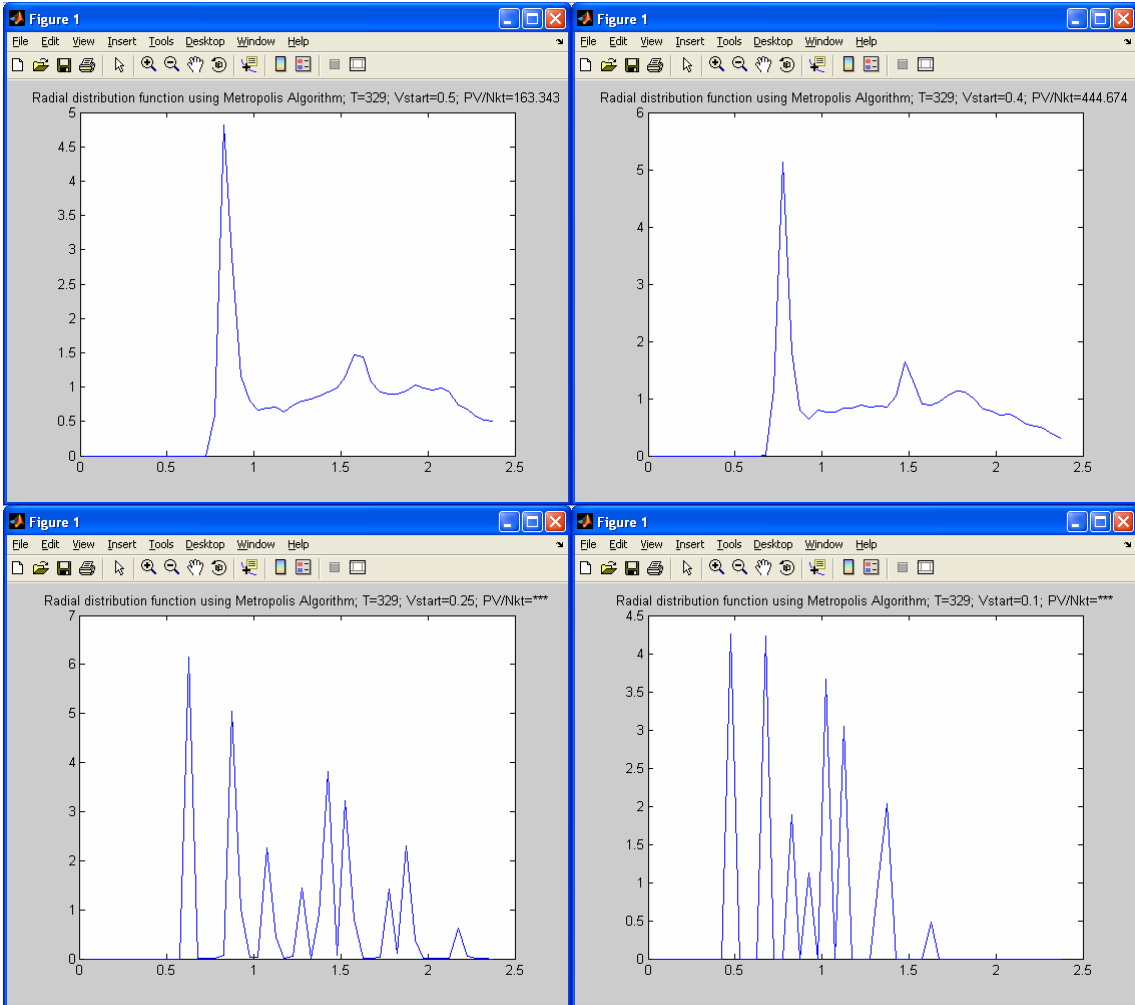 Figure 1
File Edit View Insert Tools Desktop Window Help
Radial distribution function using Metropolis Algorithm; T=329; Vstart=0.5; PV/Nkt=163.343
5
4.5
4
3.5
3
2.5
2
1.5
1
0.5
0
0 0.5 1 1.5 2 2.5
Figure 1
File Edit View Insert Tools Desktop Window Help
Radial distribution function using Metropolis Algorithm; T=329; Vstart=0.4; PV/Nkt=444.674
6
5
4
3
2
1
0
0 0.5 1 1.5 2 2.5
Figure 1
File Edit View Insert Tools Desktop Window Help
Radial distribution function using Metropolis Algorithm; T=329; Vstart=0.25; PV/Nkt=***
7
6
5
4
3
2
1
0
0 0.5 1 1.5 2 2.5
Figure 1
File Edit View Insert Tools Desktop Window Help
Radial distribution function using Metropolis Algorithm; T=329; Vstart=0.1; PV/Nkt=***
4.5
4
3.5
3
2.5
2
1.5
1
0.5
0
0 0.5 1 1.5 2 2.5